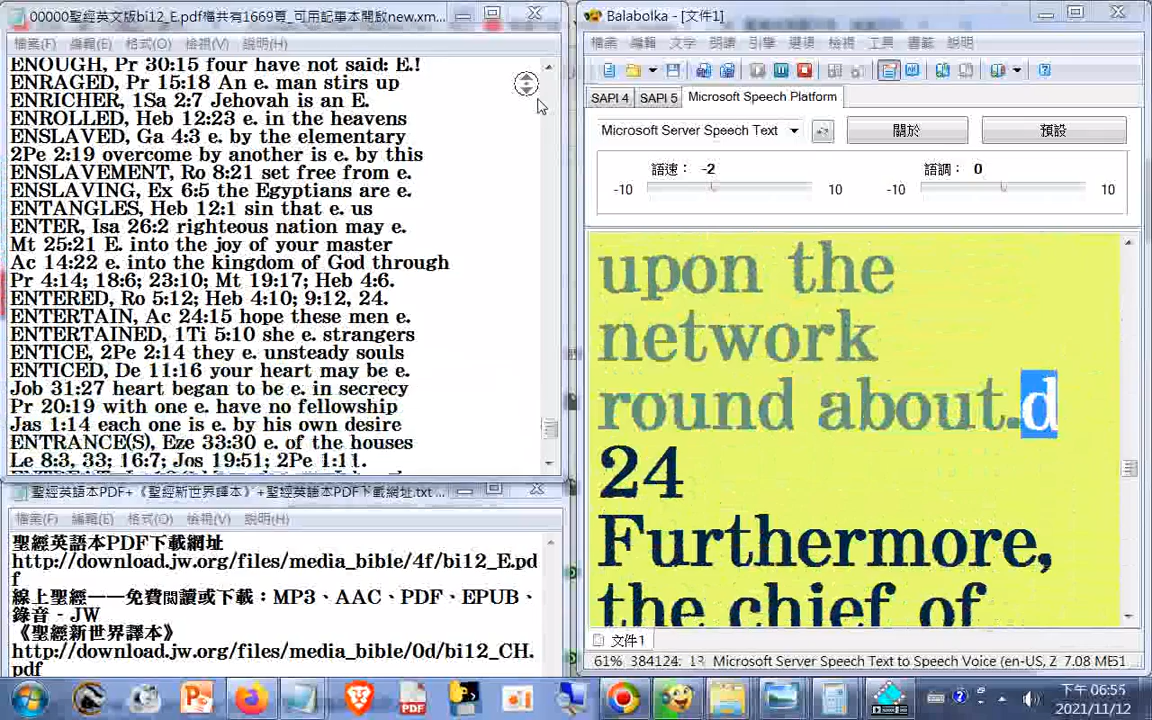 00000聖經英文版bi12_E.pdf檔共有1669頁_可用記事本開啟new.xm...
檔案(F) 編輯(E) 格式(O) 檢視(V) 說明(H)
ENOUGH, Pr 30:15 four have not said: E.!
ENRAGED, Pr 15:18 An e. man stirs up
ENRICHER, 1Sa 2:7 Jehovah is an E.
ENROLLED, Heb 12:23 e. in the heavens
ENSLAVED, Ga 4:3 e. by the elementary
2Pe 2:19 overcome by another is e. by this
ENSLAVEMENT, Ro 8:21 set free from e.
ENSLAVING, Ex 6:5 the Egyptians are e.
ENTANGLES, Heb 12:1 sin that e. us
ENTER, Isa 26:2 righteous nation may e.
Mt 25:21 E. into the joy of your master
Ac 14:22 e. into the kingdom of God through
Pr 4:14; 18:6; 23:10; Mt 19:17; Heb 4:6.
ENTERED, Ro 5:12; Heb 4:10; 9:12, 24.
ENTERTAIN, Ac 24:15 hope these men e.
ENTERTAINED, 1Ti 5:10 she e. strangers
ENTICE, 2Pe 2:14 they e. unsteady souls
ENTICED, De 11:16 your heart may be e.
Job 31:27 heart began to be e. in secrecy
Pr 20:19 with one e. have no fellowship
Jas 1:14 each one is e. by his own desire
ENTRANCE(S), Eze 33:30 e. of the houses
Le 8:3, 33; 16:7; Jos 19:51; 2Pe 1:11.
聖經英語本PDF+《聖經新世界譯本》+聖經英語本PDF下載網址.txt ...
檔案(F) 編輯(E) 格式(O) 檢視(V) 說明(H)
聖經英語本PDF下載網址
http://download.jw.org/files/media_bible/4f/bi12_E.pd
f
線上聖經——免費閱讀或下載：MP3、AAC、PDF、EPUB、
錄音 - JW
《聖經新世界譯本》
http://download.jw.org/files/media_bible/0d/bi12_CH.
pdf
Balabolka - [文件1]
檔案 編輯 文字 朗讀 引擎 選項 檢視 工具 書籤 說明
SAPI 4 SAPI 5 Microsoft Speech Platform
Microsoft Server Speech Text 關於 預設
語速： -2 語調： 0
-10 10 -10 10
upon the
network
round about.d
24
Furthermore,
the chief of
文件1
61% 384124: 13 Microsoft Server Speech Text to Speech Voice (en-US, Z 7.08 MB51
PDF
下午 06:55
2021/11/12